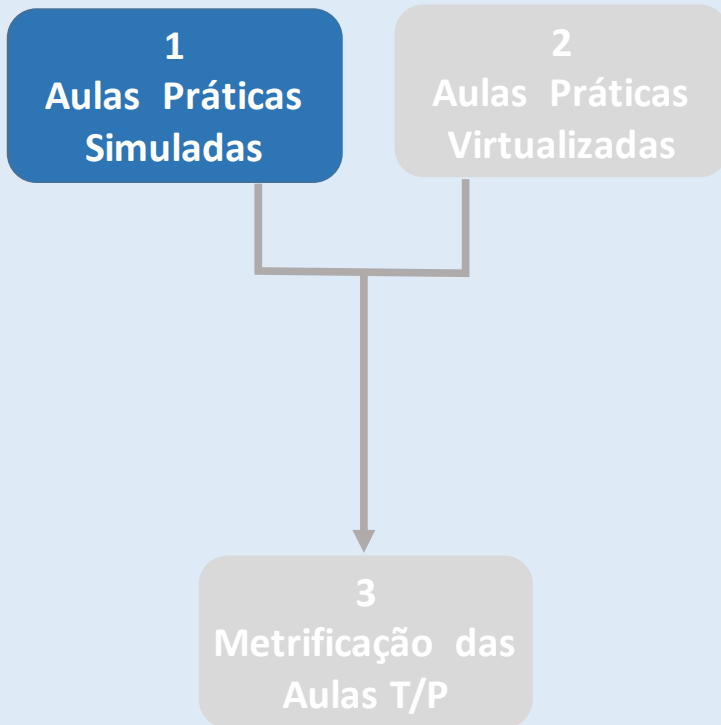 1
Aulas Práticas
Simuladas
2
Aulas Práticas
Virtualizadas
3
Metrificação das
Aulas T/P